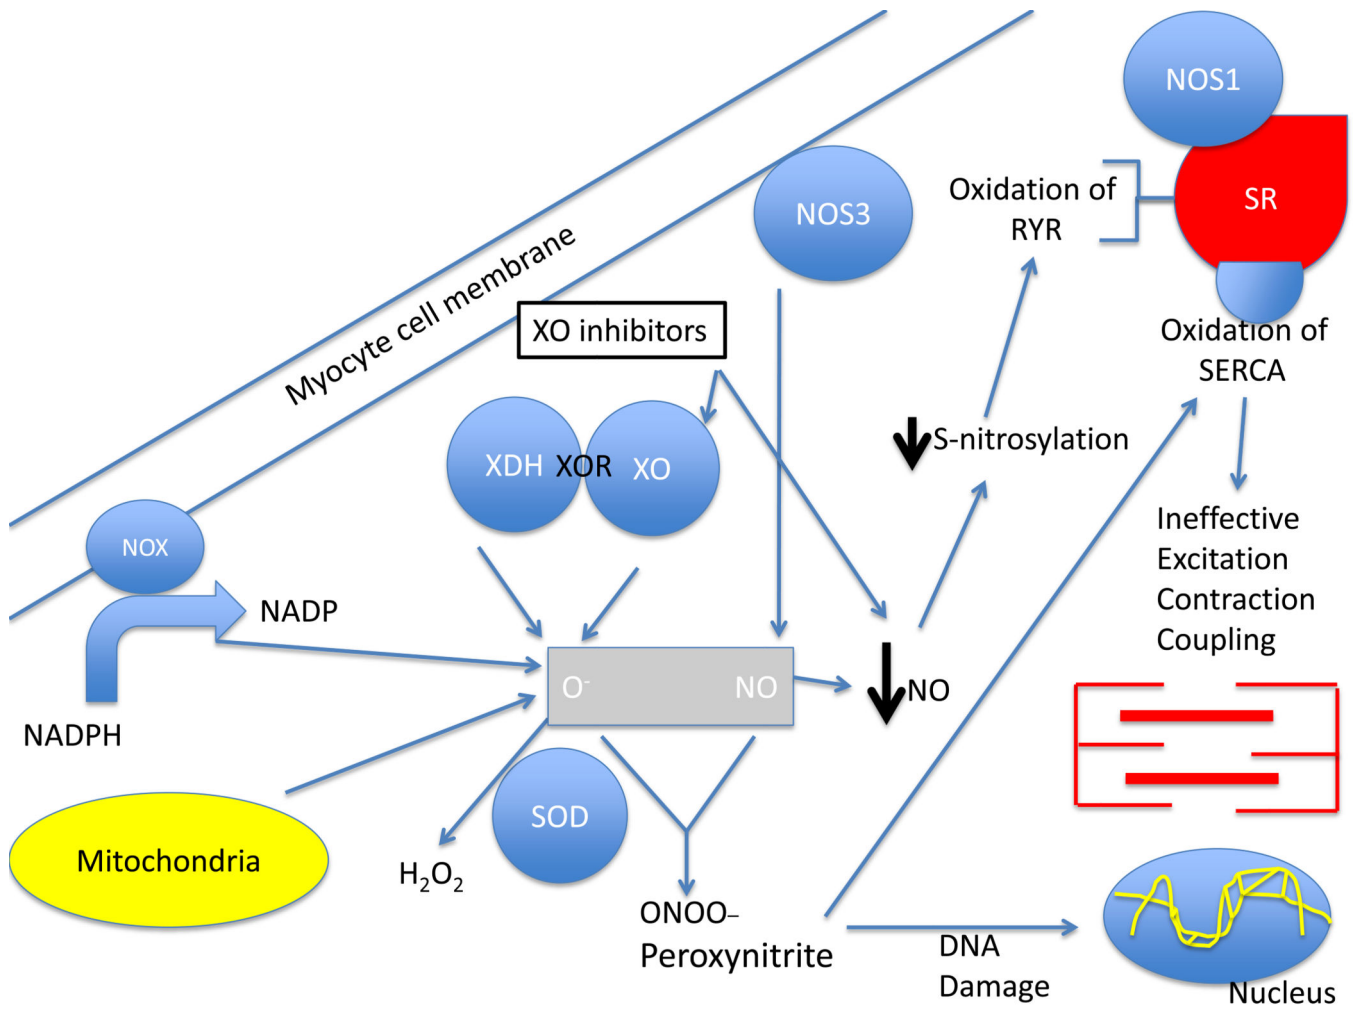 NOS1
Oxidation of
RYR
SR
NOS3
Myocyte cell membrane
XO inhibitors
Oxidation of
SERCA
XDH
XOR
XO
S-nitrosylation
NOX
NADP
NADPH
Ineffective
Excitation
Contraction
Coupling
O⁻
NO
NO
SOD
Mitochondria
H₂O₂
ONOO–
Peroxynitrite
DNA
Damage
Nucleus